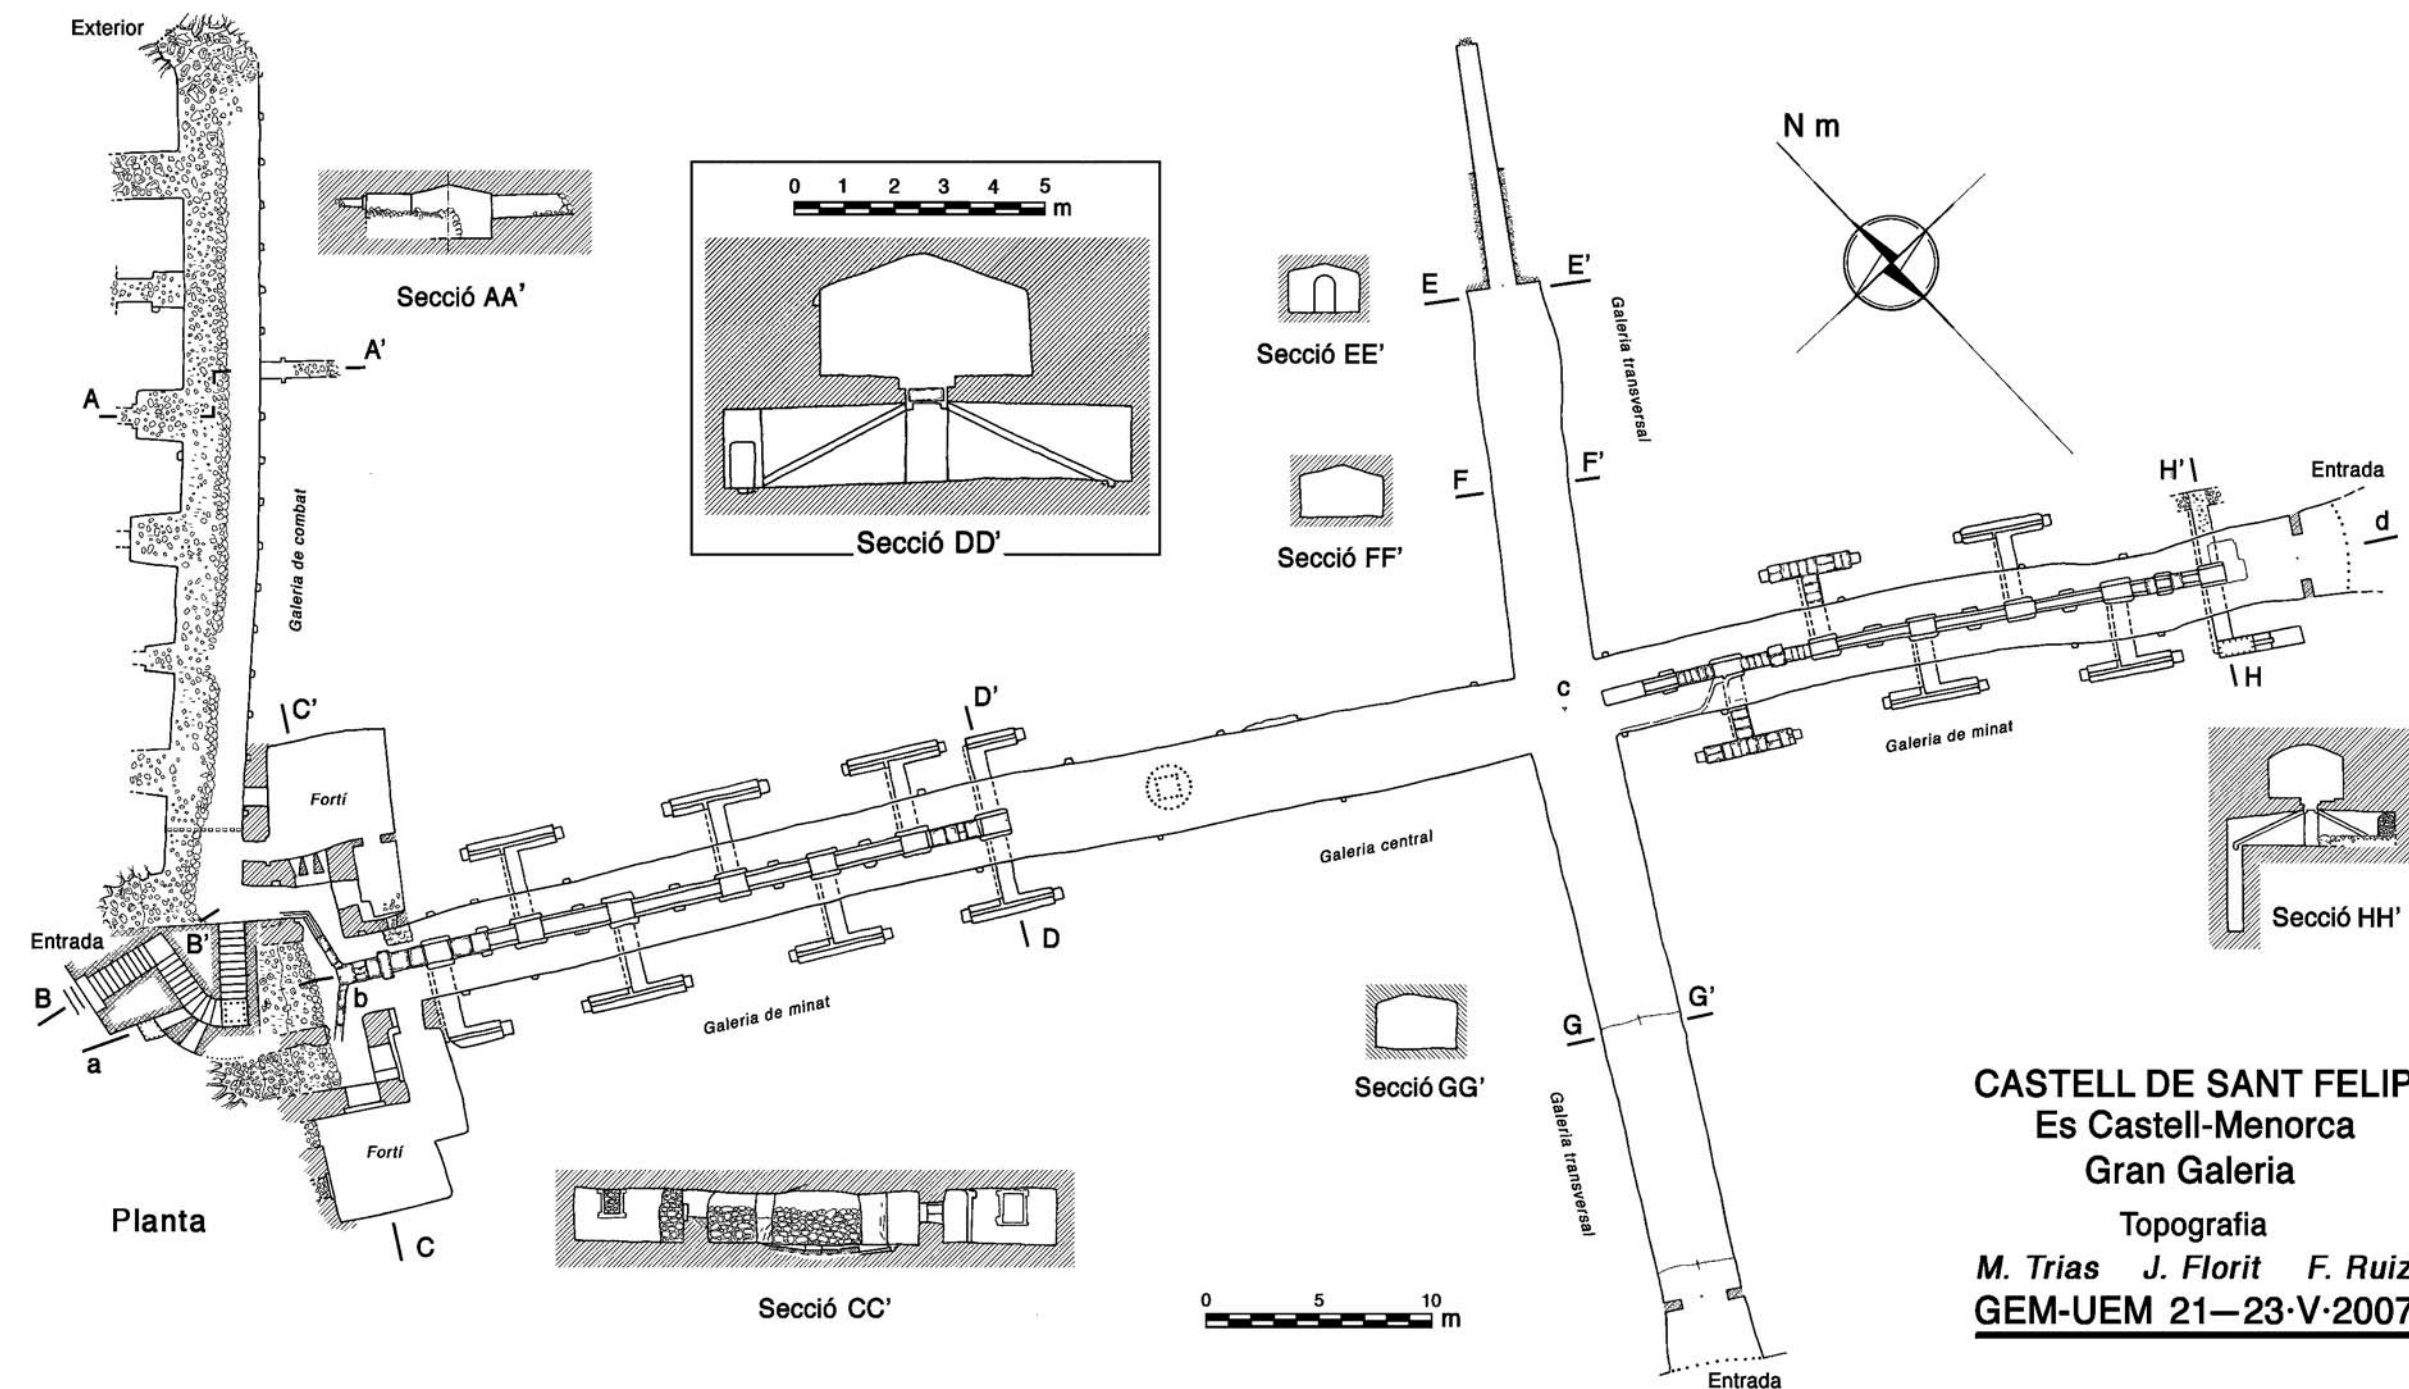 Exterior
N m
0 1 2 3 4 5
m
Secció AA'
E
E'
Galeria transversal
Secció EE'
A'
A
F
F'
H'
Entrada
d
Galeria de combat
Secció DD'
Secció FF'
C'
D'
c
H
Galeria de minat
Fortí
Galeria central
Entrada
B'
D
Secció HH'
B
b
Galeria de minat
G
G'
a
Secció GG'
Galeria transversal
Fortí
Planta
C
Secció CC'
0 5 10
m
Entrada
CASTELL DE SANT FELIP
Es Castell-Menorca
Gran Galeria
Topografia
M. Trias J. Florit F. Ruiz
GEM-UEM 21—23·V·2007